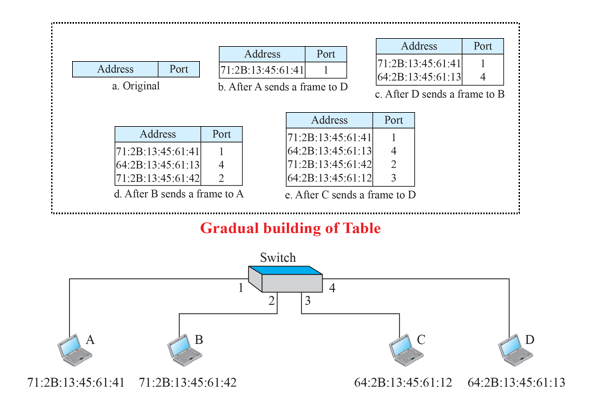 Address Port
a. Original
Address Port
71:2B:13:45:61:41 1
b. After A sends a frame to D
Address Port
71:2B:13:45:61:41 1
64:2B:13:45:61:13 4
c. After D sends a frame to B
Address Port
71:2B:13:45:61:41 1
64:2B:13:45:61:13 4
71:2B:13:45:61:42 2
d. After B sends a frame to A
Address Port
71:2B:13:45:61:41 1
64:2B:13:45:61:13 4
71:2B:13:45:61:42 2
64:2B:13:45:61:12 3
e. After C sends a frame to D
Gradual building of Table
Switch
1 2 3 4
A B C D
71:2B:13:45:61:41 71:2B:13:45:61:42 64:2B:13:45:61:12 64:2B:13:45:61:13